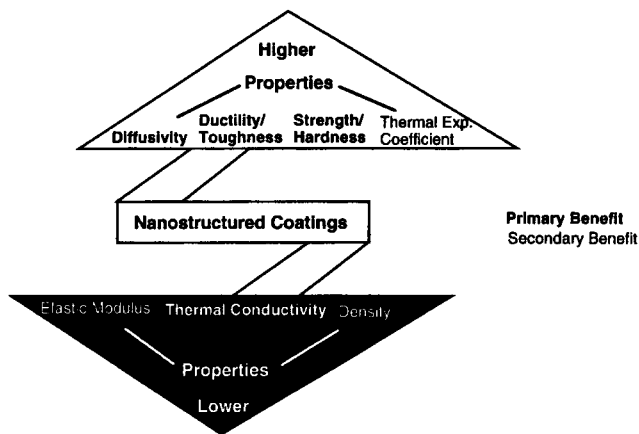 Higher
Properties
Diffusivity
Ductility/
Toughness
Strength/
Hardness
Thermal Exp.
Coefficient
Nanostructured Coatings
Primary Benefit
Secondary Benefit
Elastic Modulus
Thermal Conductivity
Density
Properties
Lower